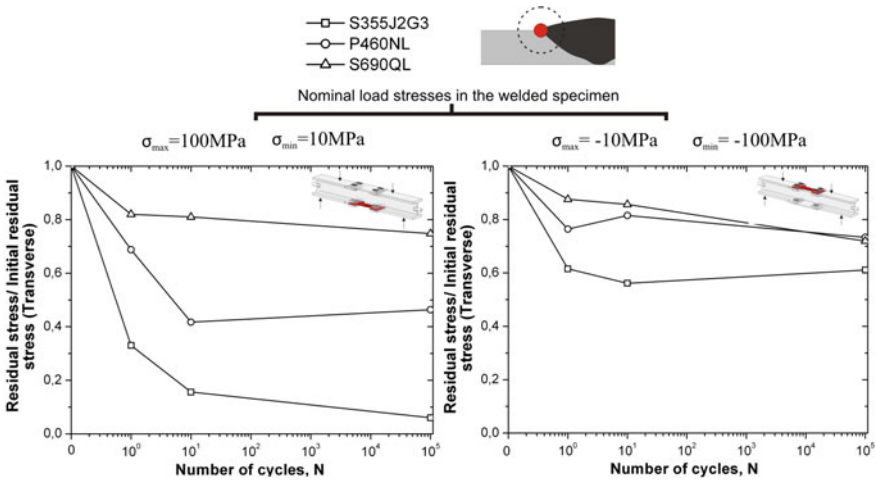 S355J2G3
P460NL
S690QL
Nominal load stresses in the welded specimen
σmax=100MPa σmin=10MPa
σmax= -10MPa σmin= -100MPa
Residual stress/ Initial residual
stress (Transverse)
1,0
0,8
0,6
0,4
0,2
0,0
0 10⁰ 10¹ 10² 10³ 10⁴ 10⁵
Number of cycles, N
Residual stress/ Initial residual
stress (Transverse)
1,0
0,8
0,6
0,4
0,2
0,0
0 10⁰ 10¹ 10² 10³ 10⁴ 10⁵
Number of cycles, N